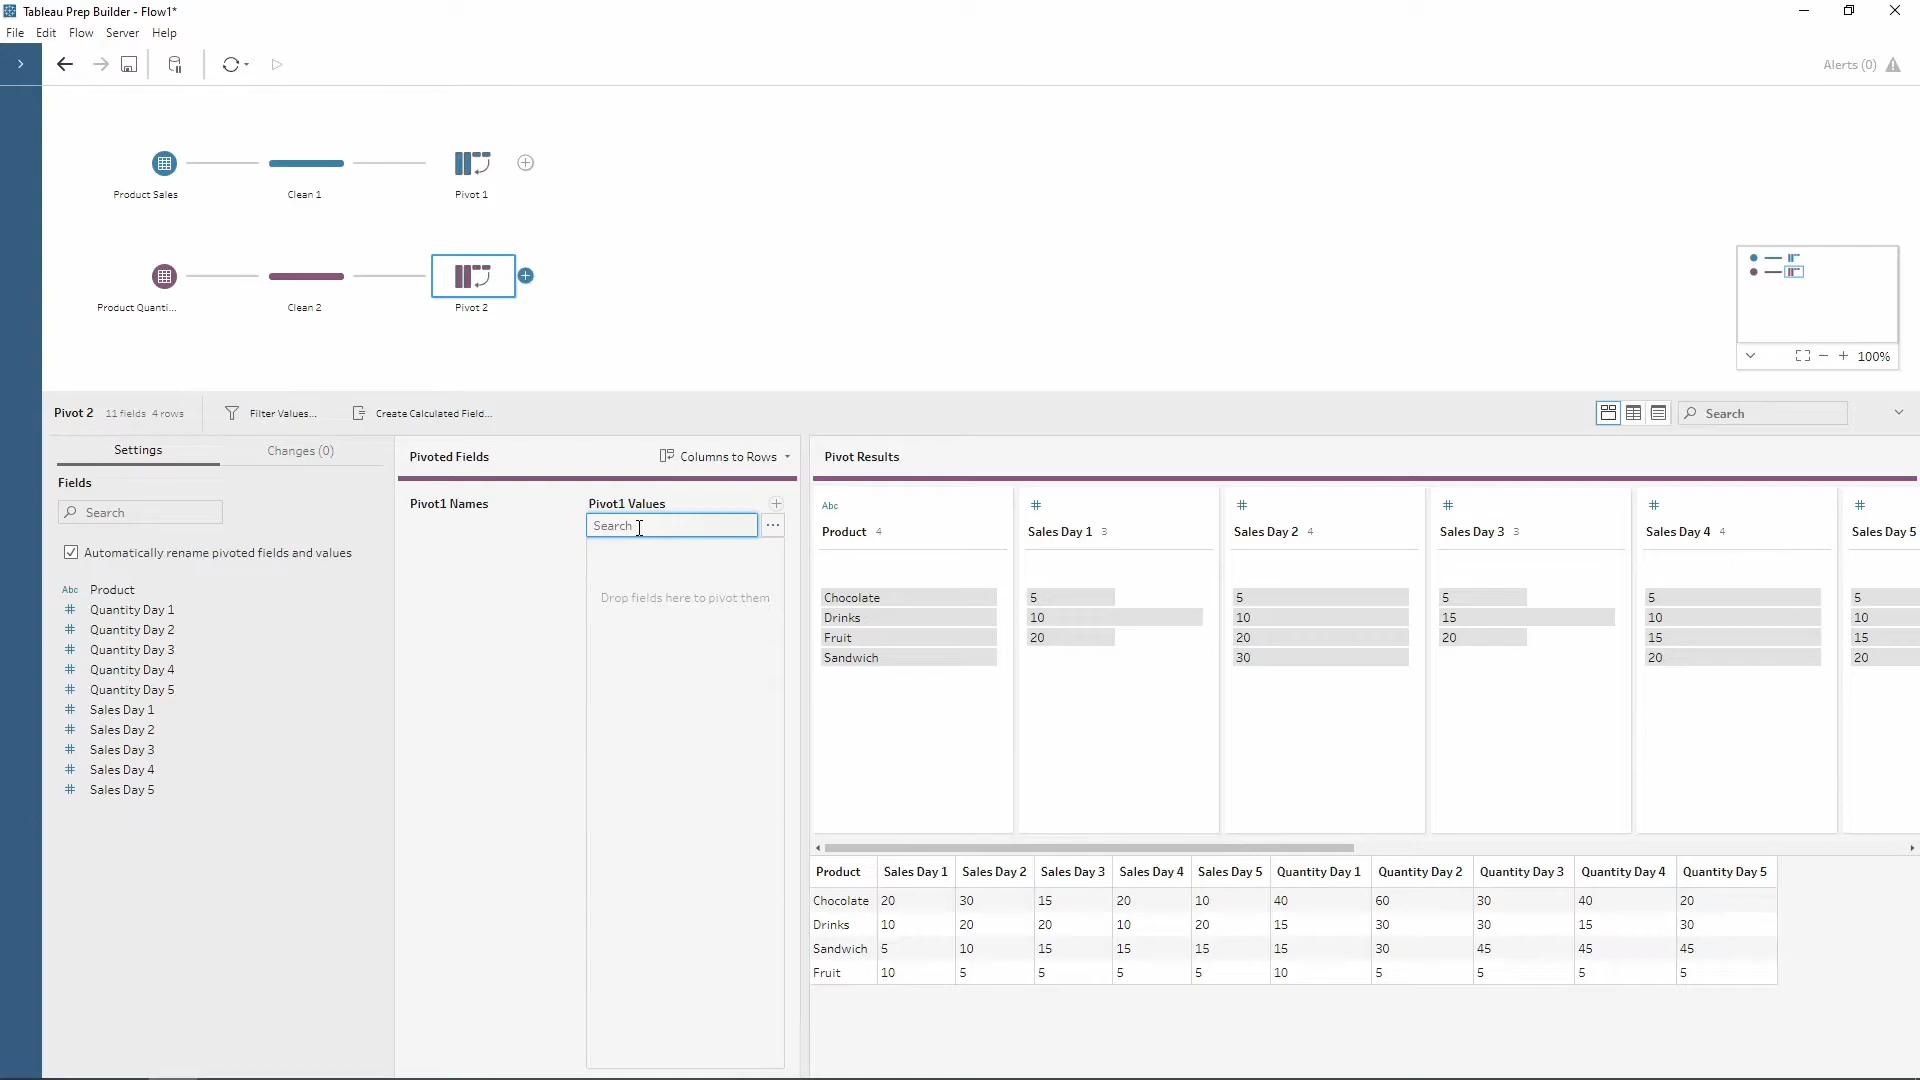 Tableau Prep Builder - Flow1*
File Edit Flow Server Help
Alerts (0)
Product Sales Clean 1 Pivot 1
Product Quanti... Clean 2 Pivot 2
100%
Pivot 2 11 fields 4 rows Filter Values... Create Calculated Field... Search
Settings Changes (0)
Fields
Search
Automatically rename pivoted fields and values
Abc Product
# Quantity Day 1
# Quantity Day 2
# Quantity Day 3
# Quantity Day 4
# Quantity Day 5
# Sales Day 1
# Sales Day 2
# Sales Day 3
# Sales Day 4
# Sales Day 5
Pivoted Fields Columns to Rows
Pivot1 Names Pivot1 Values
Search
Drop fields here to pivot them
Pivot Results
Abc # # # # #
Product 4 Sales Day 1 3 Sales Day 2 4 Sales Day 3 3 Sales Day 4 4 Sales Day 5
Chocolate 5 5 5 5 5
Drinks 10 10 15 10 10
Fruit 20 20 20 15 15
Sandwich 30 20 20
Product Sales Day 1 Sales Day 2 Sales Day 3 Sales Day 4 Sales Day 5 Quantity Day 1 Quantity Day 2 Quantity Day 3 Quantity Day 4 Quantity Day 5
Chocolate 20 30 15 20 10 40 60 30 40 20
Drinks 10 20 20 10 20 15 30 30 15 30
Sandwich 5 10 15 15 15 15 30 45 45 45
Fruit 10 5 5 5 5 10 5 5 5 5